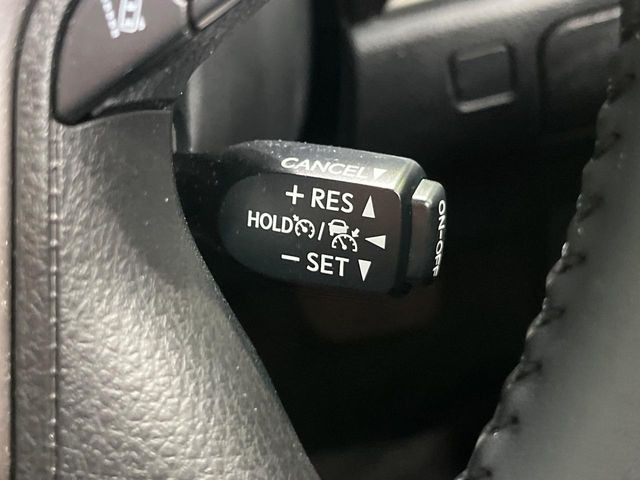 CANCEL▼
+ RES ▲
HOLD / ◀
− SET ▼
ON-OFF